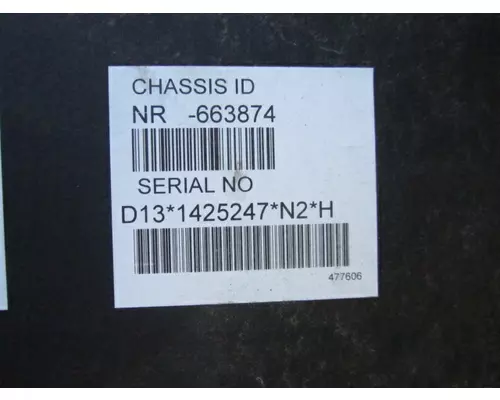 CHASSIS ID
NR -663874
SERIAL NO
D13*1425247*N2*H
477606